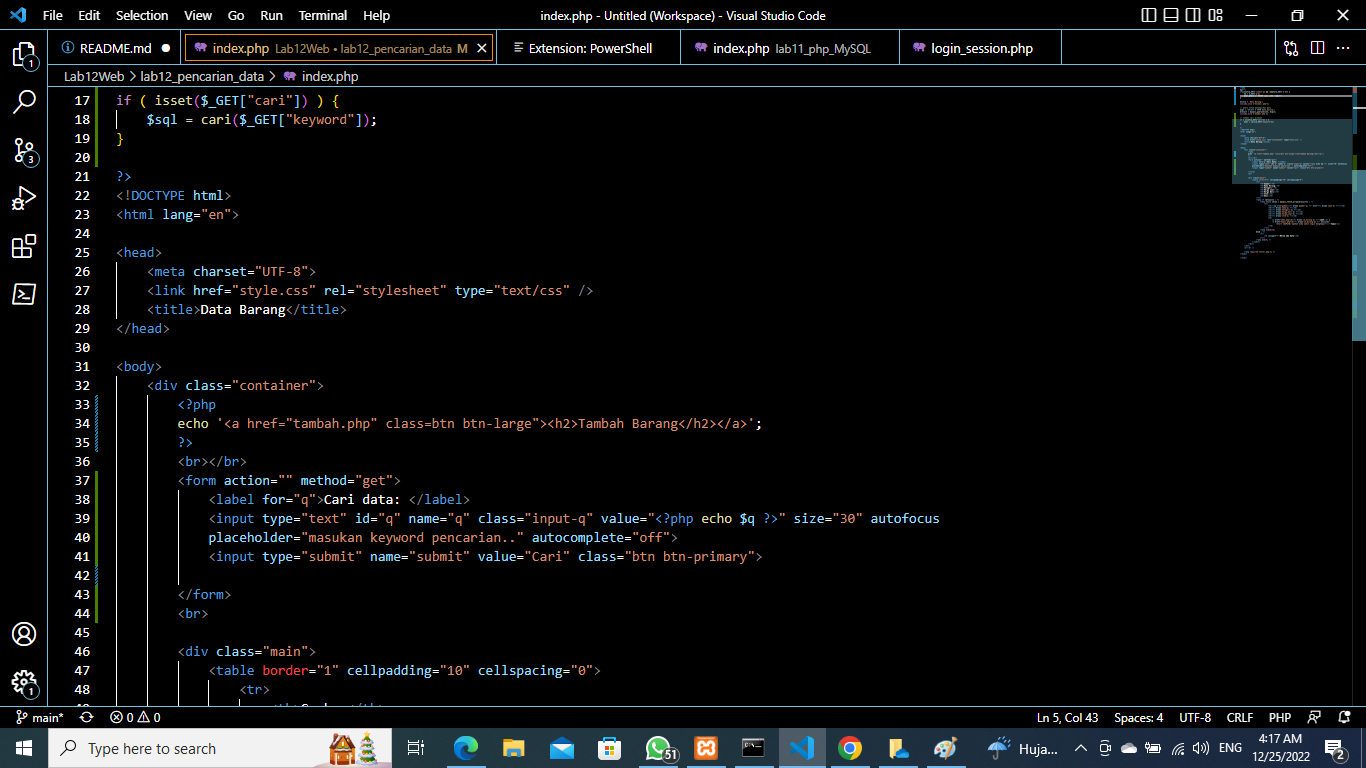 File Edit Selection View Go Run Terminal Help index.php - Untitled (Workspace) - Visual Studio Code
README.md index.php Lab12Web • lab12_pencarian_data M Extension: PowerShell index.php lab11_php_MySQL login_session.php
Lab12Web > lab12_pencarian_data > index.php
17 if ( isset($_GET["cari"]) ) {
18 $sql = cari($_GET["keyword"]);
19 }
20
21 ?>
22 <!DOCTYPE html>
23 <html lang="en">
24
25 <head>
26 <meta charset="UTF-8">
27 <link href="style.css" rel="stylesheet" type="text/css" />
28 <title>Data Barang</title>
29 </head>
30
31 <body>
32 <div class="container">
33 <?php
34 echo '<a href="tambah.php" class=btn btn-large"><h2>Tambah Barang</h2></a>';
35 ?>
36 <br></br>
37 <form action="" method="get">
38 <label for="q">Cari data: </label>
39 <input type="text" id="q" name="q" class="input-q" value="<?php echo $q ?>" size="30" autofocus
40 placeholder="masukan keyword pencarian.." autocomplete="off">
41 <input type="submit" name="submit" value="Cari" class="btn btn-primary">
42
43 </form>
44 <br>
45
46 <div class="main">
47 <table border="1" cellpadding="10" cellspacing="0">
48 <tr>
1
3
1
main* 0 0 Ln 5, Col 43 Spaces: 4 UTF-8 CRLF PHP
Type here to search 51 Huja... ENG 4:17 AM
12/25/2022 2